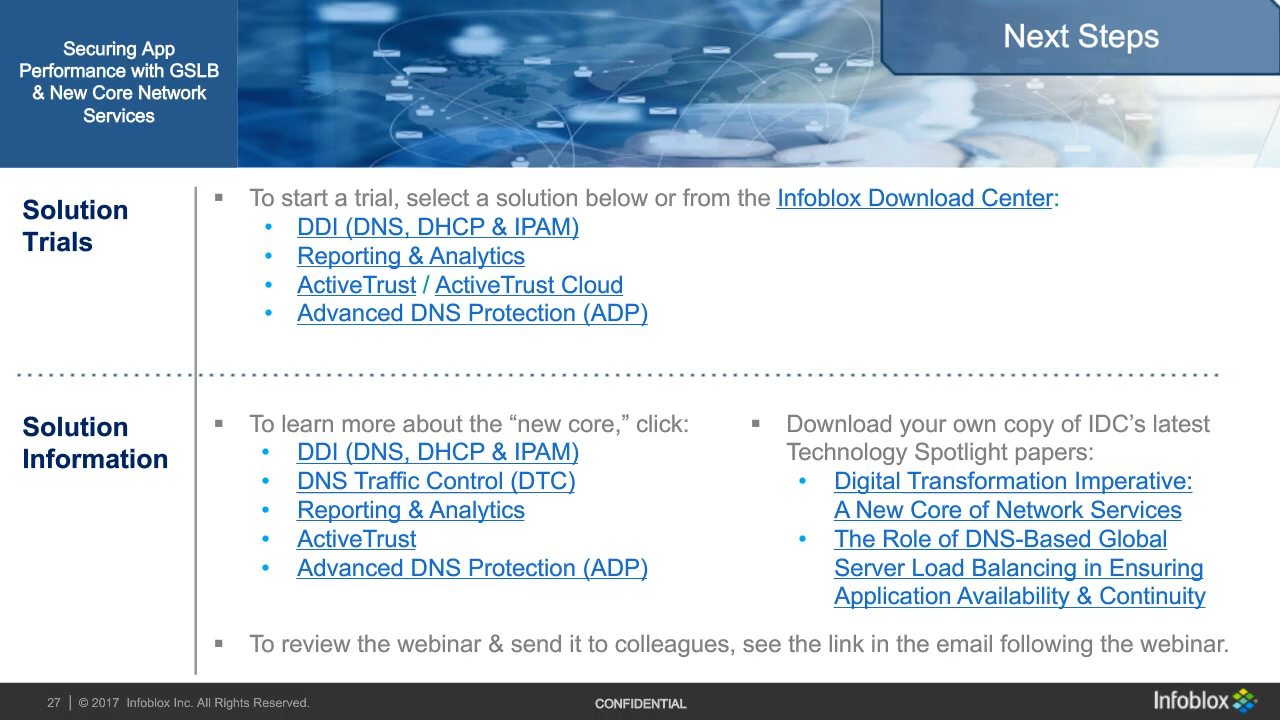 Securing App
Performance with GSLB
& New Core Network
Services
Next Steps
Solution
Trials
▪ To start a trial, select a solution below or from the Infoblox Download Center:
• DDI (DNS, DHCP & IPAM)
• Reporting & Analytics
• ActiveTrust / ActiveTrust Cloud
• Advanced DNS Protection (ADP)
Solution
Information
▪ To learn more about the “new core,” click:
• DDI (DNS, DHCP & IPAM)
• DNS Traffic Control (DTC)
• Reporting & Analytics
• ActiveTrust
• Advanced DNS Protection (ADP)
▪ Download your own copy of IDC’s latest
Technology Spotlight papers:
• Digital Transformation Imperative:
A New Core of Network Services
• The Role of DNS-Based Global
Server Load Balancing in Ensuring
Application Availability & Continuity
▪ To review the webinar & send it to colleagues, see the link in the email following the webinar.
27 | © 2017 Infoblox Inc. All Rights Reserved.
CONFIDENTIAL
Infoblox